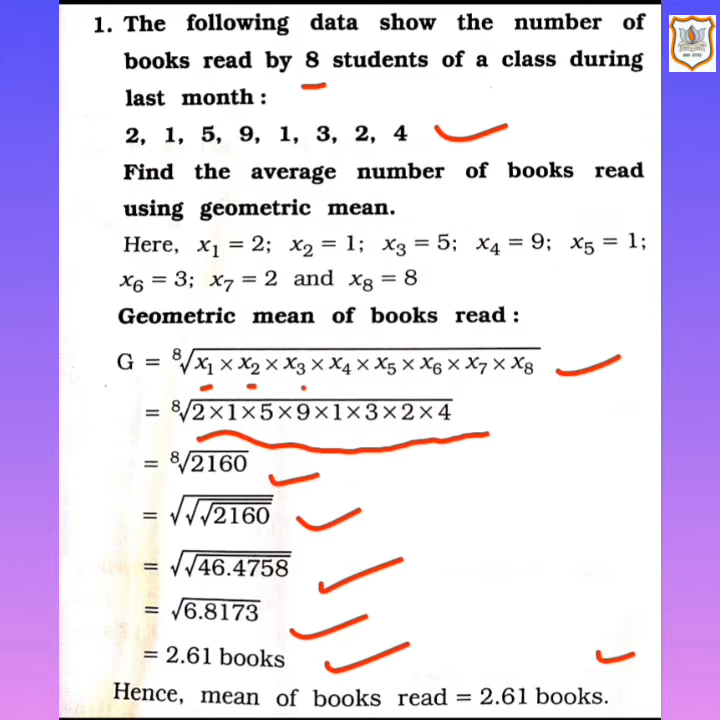 1. The following data show the number of
books read by 8 students of a class during
last month :
2, 1, 5, 9, 1, 3, 2, 4
Find the average number of books read
using geometric mean.
Here, x₁ = 2; x₂ = 1; x₃ = 5; x₄ = 9; x₅ = 1;
x₆ = 3; x₇ = 2 and x₈ = 8
Geometric mean of books read :
G = ⁸√x₁ × x₂ × x₃ × x₄ × x₅ × x₆ × x₇ × x₈
= ⁸√2×1×5×9×1×3×2×4
= ⁸√2160
= √√√2160
= √√46.4758
= √6.8173
= 2.61 books
Hence, mean of books read = 2.61 books.